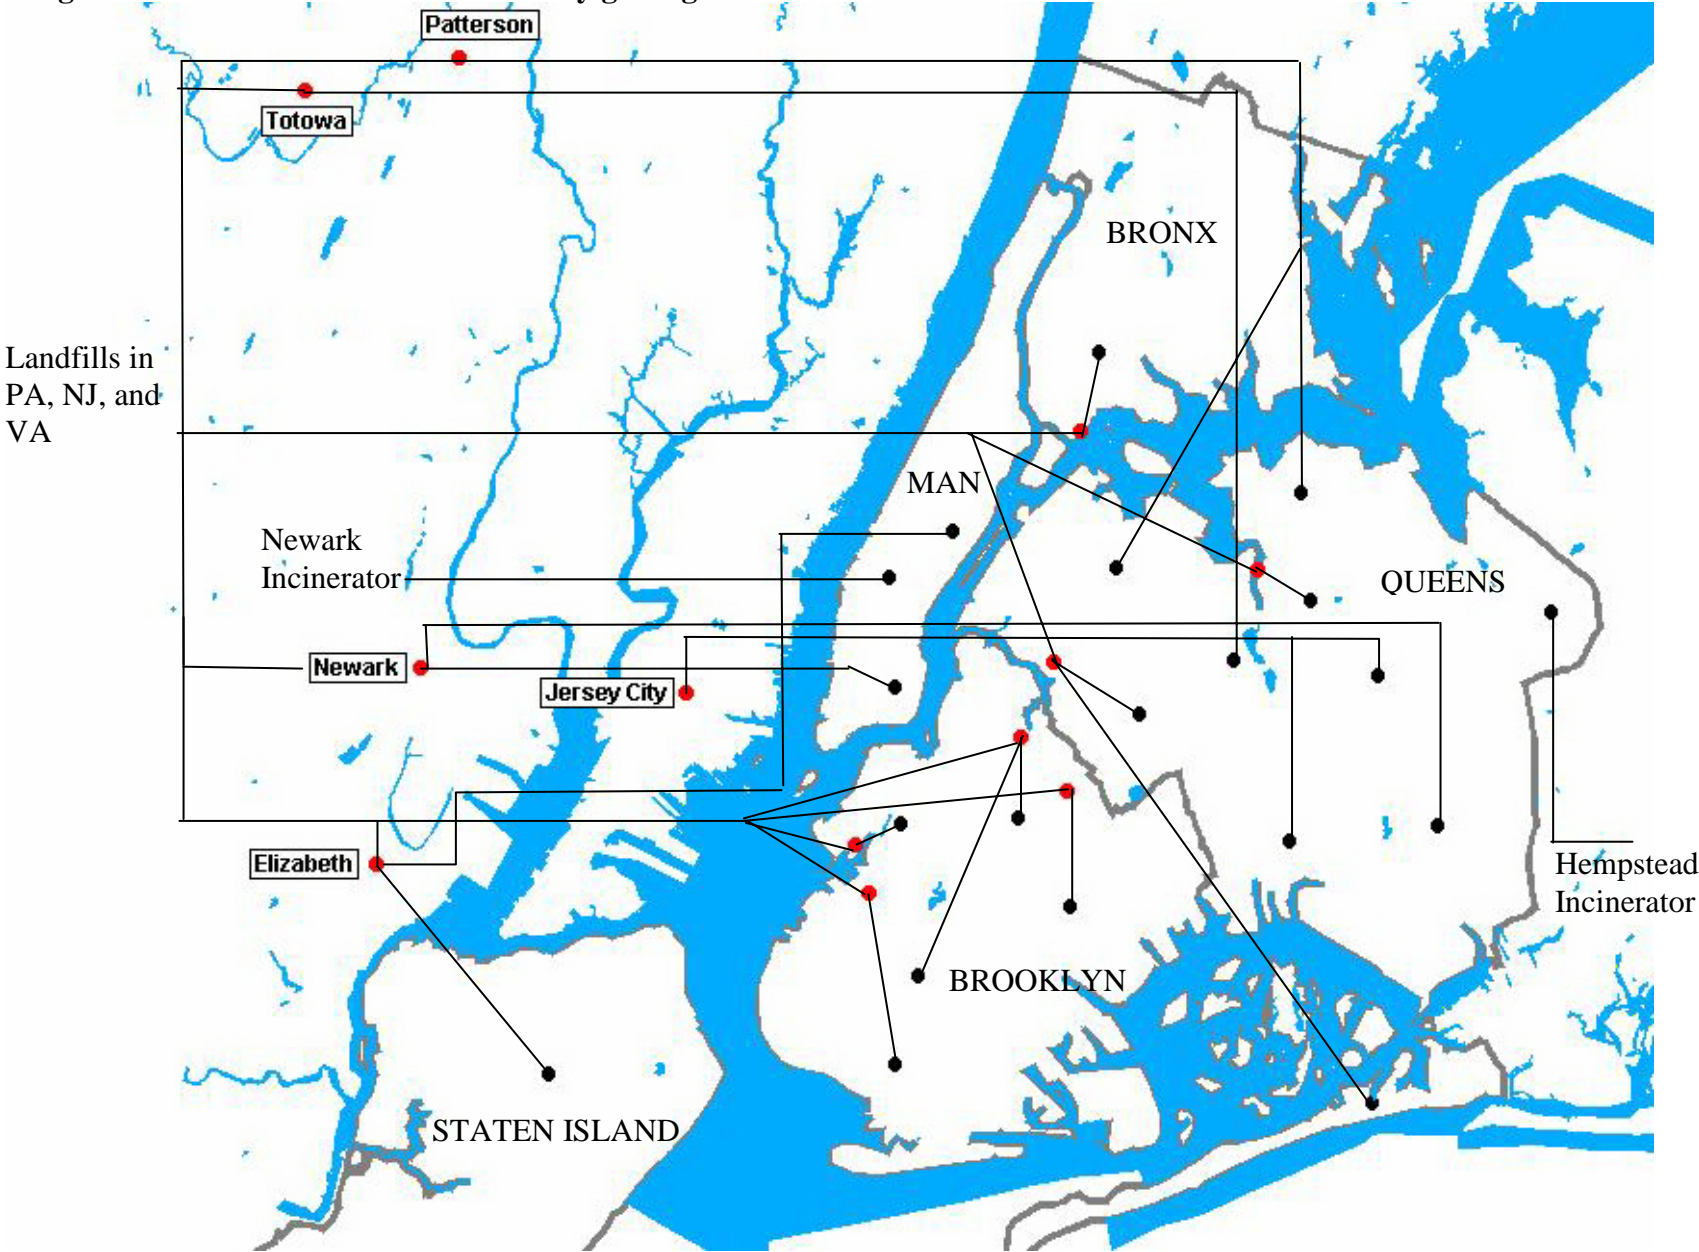 Patterson
Totowa
BRONX
Landfills in
PA, NJ, and
VA
MAN
Newark
Incinerator
QUEENS
Newark
Jersey City
Elizabeth
Hempstead
Incinerator
BROOKLYN
STATEN ISLAND